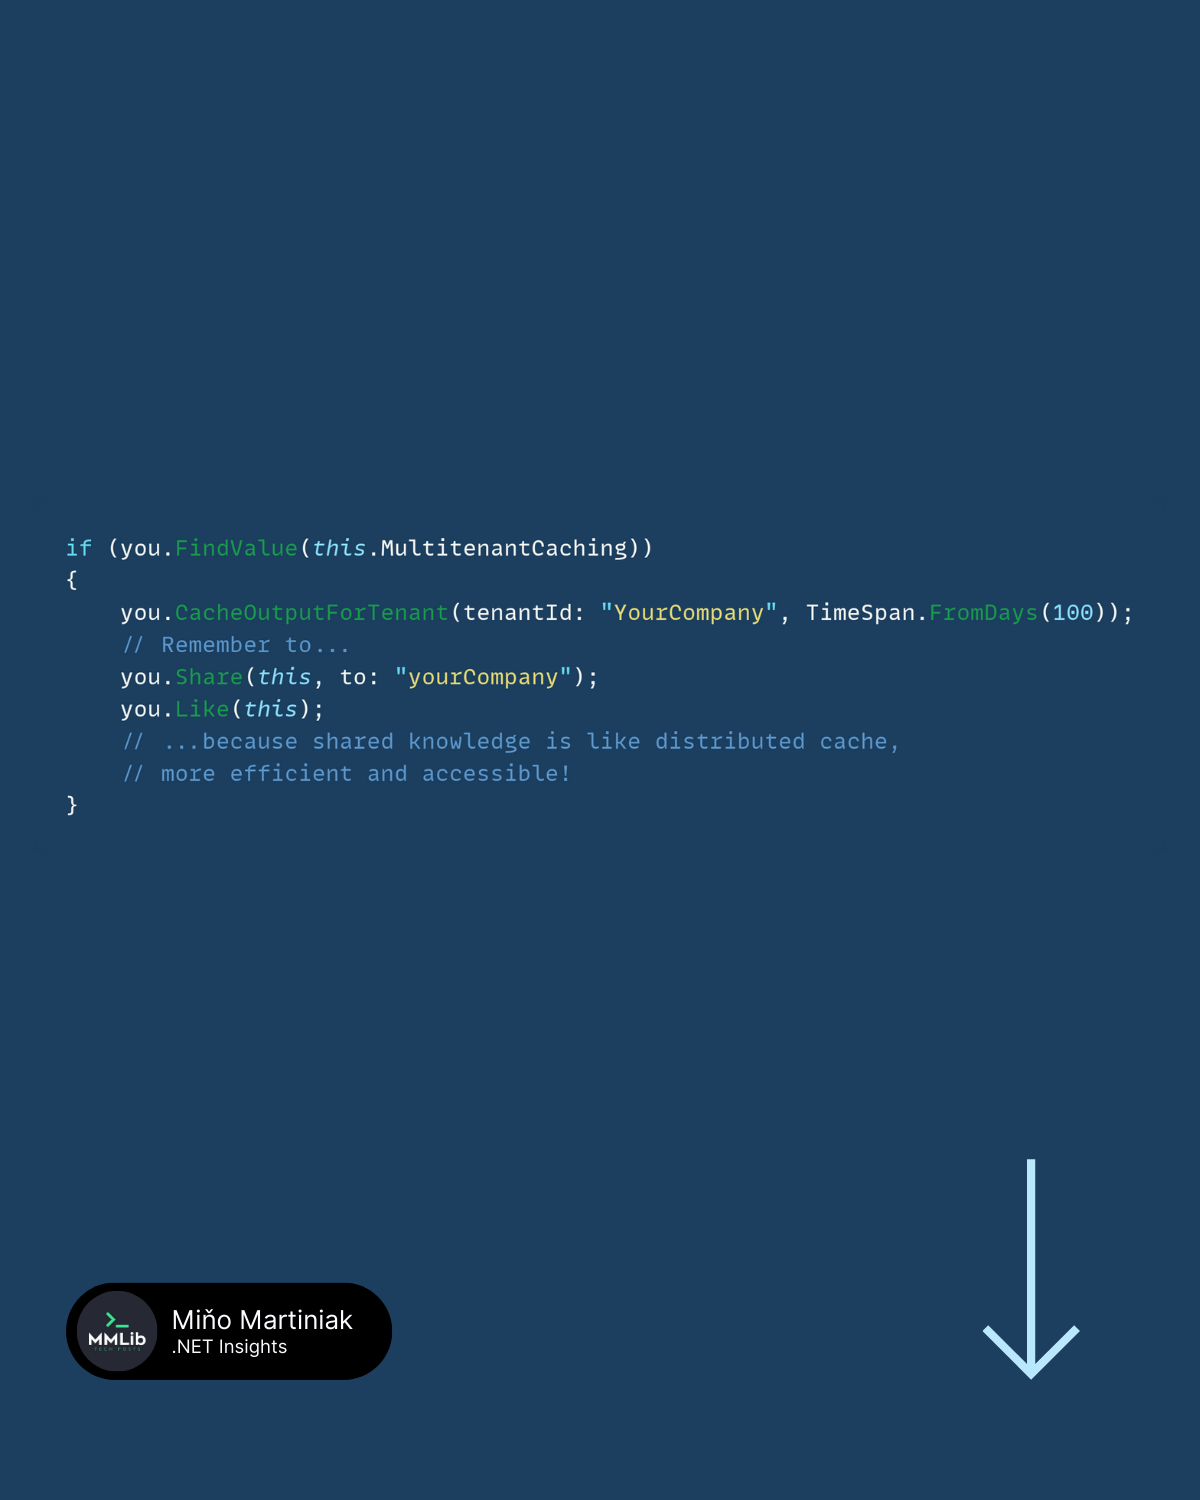 if (you.FindValue(this.MultitenantCaching))
{
    you.CacheOutputForTenant(tenantId: "YourCompany", TimeSpan.FromDays(100));
    // Remember to...
    you.Share(this, to: "yourCompany");
    you.Like(this);
    // ...because shared knowledge is like distributed cache,
    // more efficient and accessible!
}
>_
MMLib
TECH POSTS
Miňo Martiniak
.NET Insights